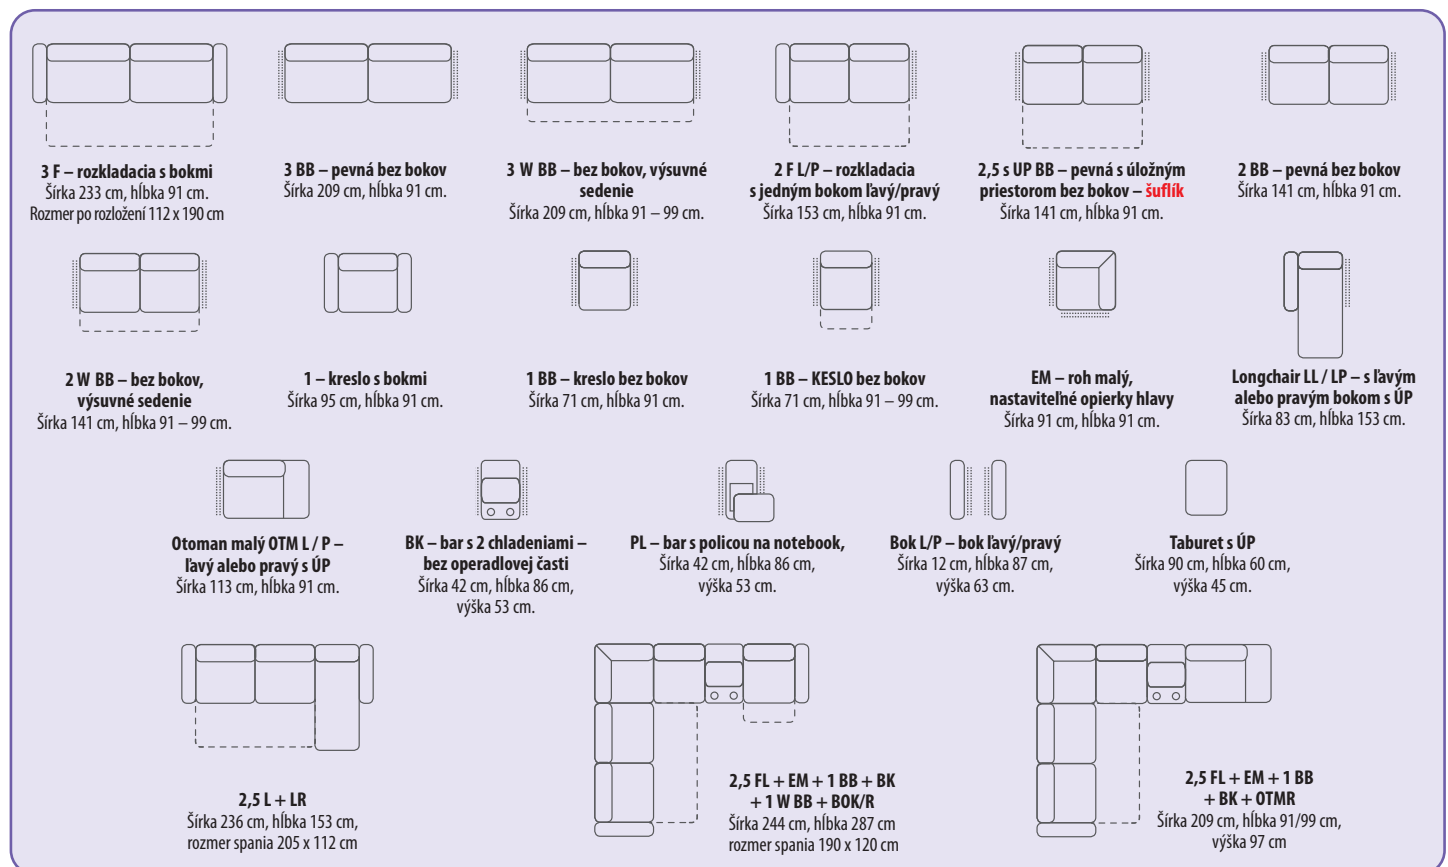 3 F – rozkladacia s bokmi
Šírka 233 cm, hĺbka 91 cm.
Rozmer po rozložení 112 x 190 cm
3 BB – pevná bez bokov
Šírka 209 cm, hĺbka 91 cm.
3 W BB – bez bokov, výsuvné
sedenie
Šírka 209 cm, hĺbka 91 – 99 cm.
2 F L/P – rozkladacia
s jedným bokom ľavý/pravý
Šírka 153 cm, hĺbka 91 cm.
2,5 s UP BB – pevná s úložným
priestorom bez bokov – šuflík
Šírka 141 cm, hĺbka 91 cm.
2 BB – pevná bez bokov
Šírka 141 cm, hĺbka 91 cm.
2 W BB – bez bokov,
výsuvné sedenie
Šírka 141 cm, hĺbka 91 – 99 cm.
1 – kreslo s bokmi
Šírka 95 cm, hĺbka 91 cm.
1 BB – kreslo bez bokov
Šírka 71 cm, hĺbka 91 cm.
1 BB – KESLO bez bokov
Šírka 71 cm, hĺbka 91 – 99 cm.
EM – roh malý,
nastaviteľné opierky hlavy
Šírka 91 cm, hĺbka 91 cm.
Longchair LL / LP – s ľavým
alebo pravým bokom s ÚP
Šírka 83 cm, hĺbka 153 cm.
Otoman malý OTM L / P –
ľavý alebo pravý s ÚP
Šírka 113 cm, hĺbka 91 cm.
BK – bar s 2 chladeniami –
bez operadlovej časti
Šírka 42 cm, hĺbka 86 cm,
výška 53 cm.
PL – bar s policou na notebook,
Šírka 42 cm, hĺbka 86 cm,
výška 53 cm.
Bok L/P – bok ľavý/pravý
Šírka 12 cm, hĺbka 87 cm,
výška 63 cm.
Taburet s ÚP
Šírka 90 cm, hĺbka 60 cm,
výška 45 cm.
2,5 L + LR
Šírka 236 cm, hĺbka 153 cm,
rozmer spania 205 x 112 cm
2,5 FL + EM + 1 BB + BK
+ 1 W BB + BOK/R
Šírka 244 cm, hĺbka 287 cm
rozmer spania 190 x 120 cm
2,5 FL + EM + 1 BB
+ BK + OTMR
Šírka 209 cm, hĺbka 91/99 cm,
výška 97 cm